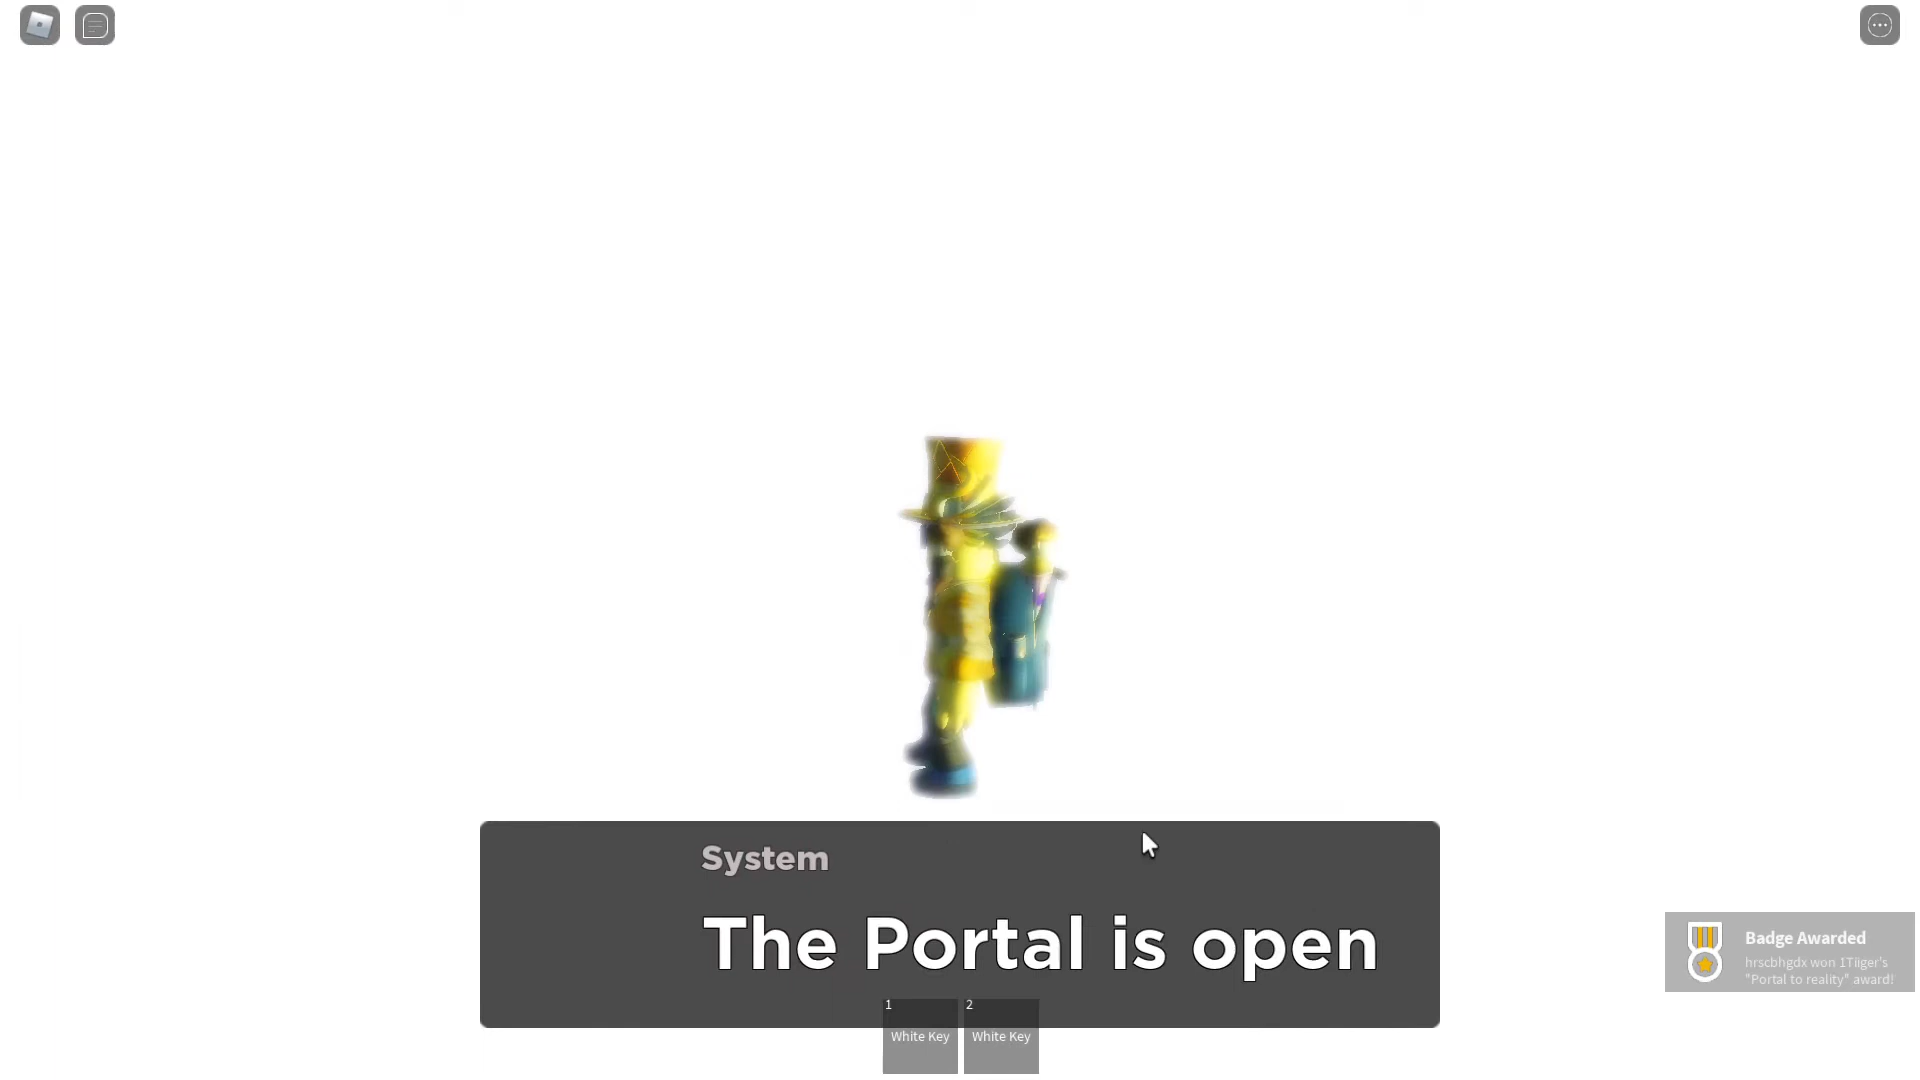 System
The Portal is open
1
2
White Key
White Key
Badge Awarded
hrscbhgdx won 1Tiiger's
"Portal to reality" award!